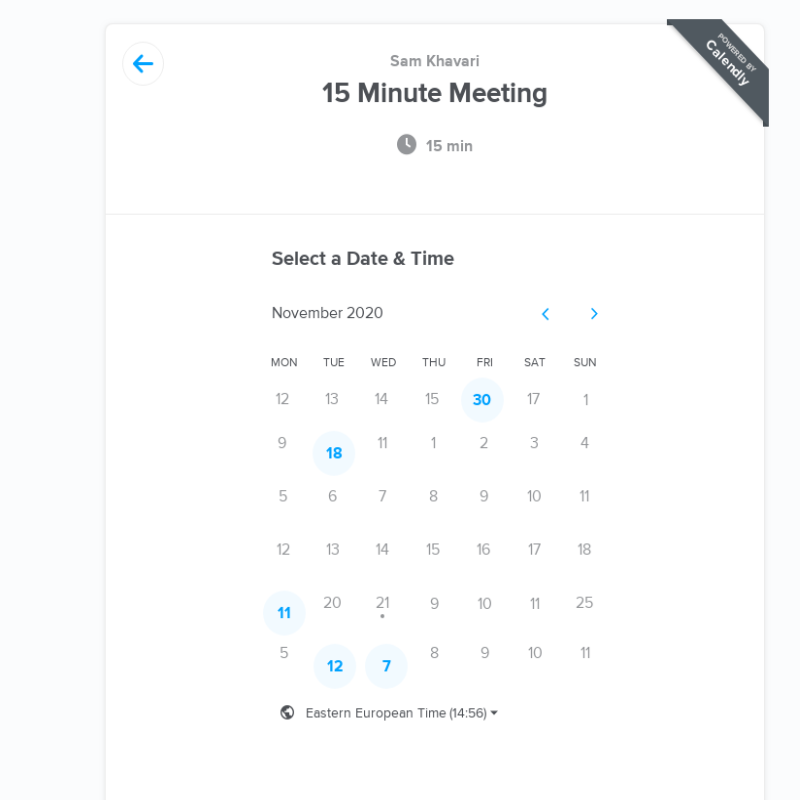 POWERED BY
Calendly
Sam Khavari
15 Minute Meeting
15 min
Select a Date & Time
November 2020
MON TUE WED THU FRI SAT SUN
12 13 14 15 30 17 1
9 18 11 1 2 3 4
5 6 7 8 9 10 11
12 13 14 15 16 17 18
11 20 21 9 10 11 25
5 12 7 8 9 10 11
Eastern European Time (14:56)